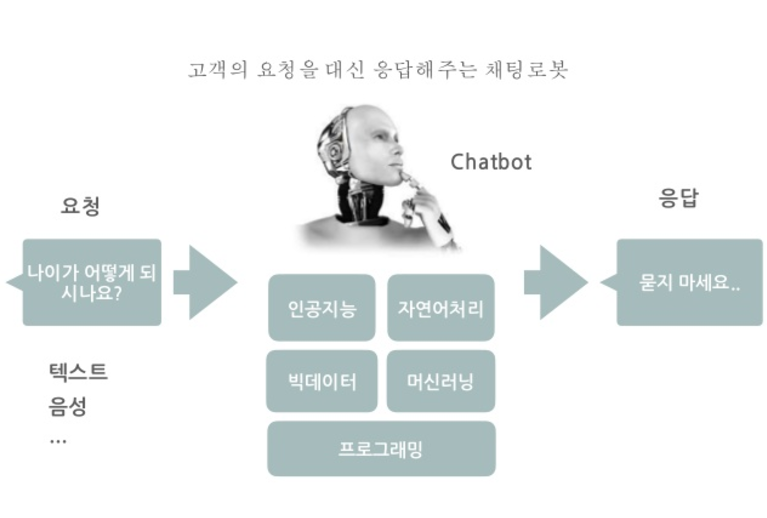 고객의 요청을 대신 응답해주는 채팅로봇
Chatbot
요청
응답
나이가 어떻게 되
시나요?
묻지 마세요..
인공지능
자연어처리
빅데이터
머신러닝
프로그래밍
텍스트
음성
...